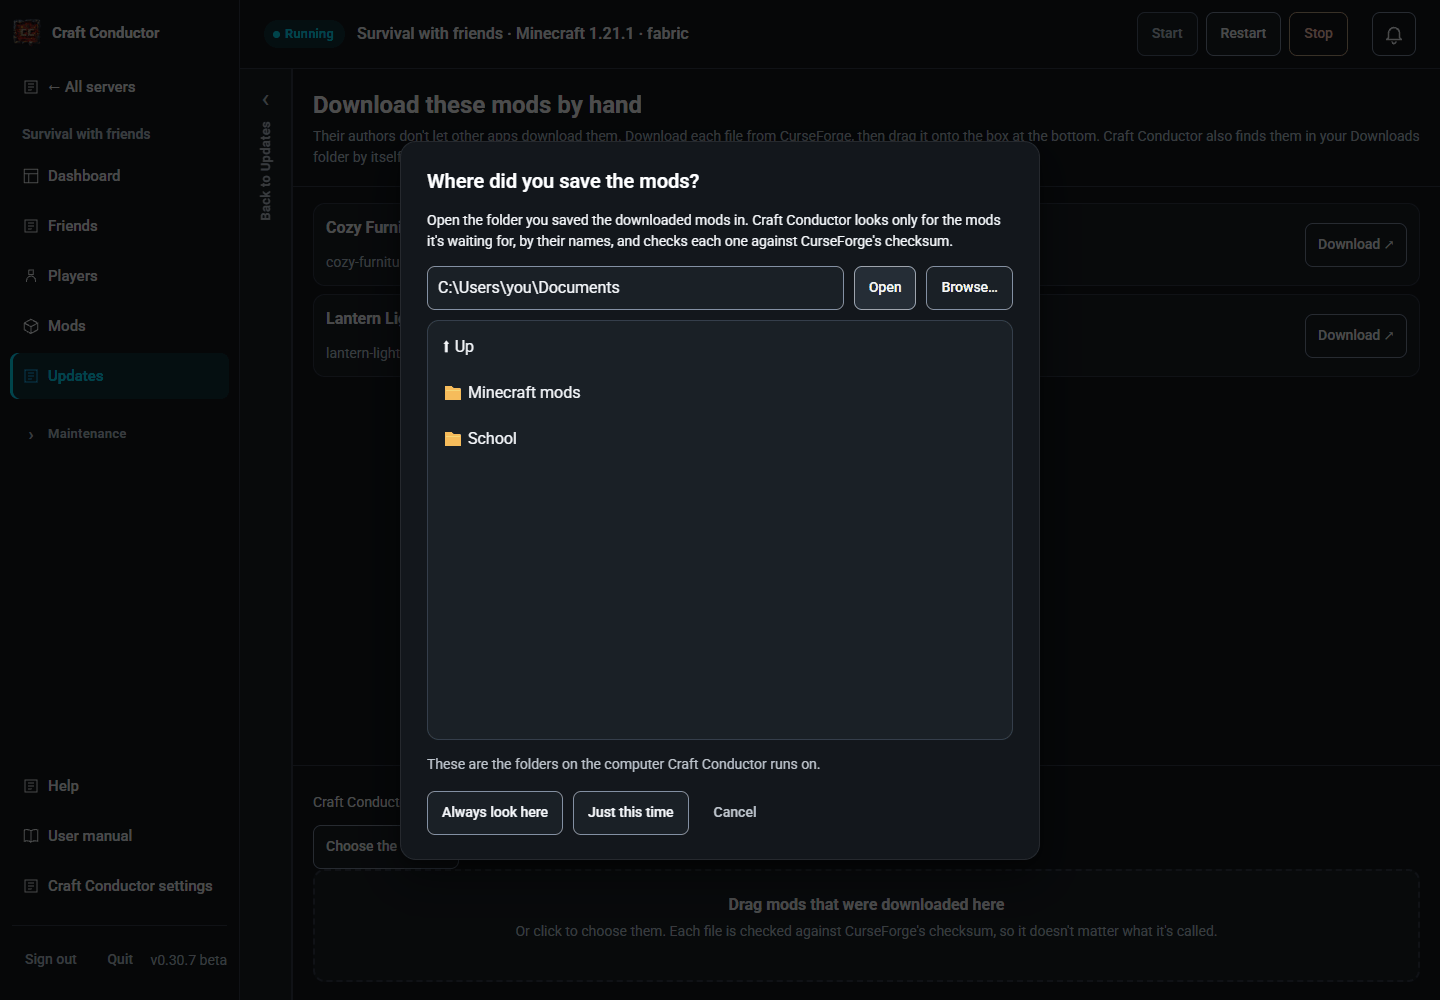 Craft Conductor
← All servers
Survival with friends
Dashboard
Friends
Players
Mods
Updates
Maintenance
Help
User manual
Craft Conductor settings
Sign out
Quit
v0.30.7 beta
Running
Survival with friends · Minecraft 1.21.1 · fabric
Start
Restart
Stop
Back to Updates
Download these mods by hand
Their authors don't let other apps download them. Download each file from CurseForge, then drag it onto the box at the bottom. Craft Conductor also finds them in your Downloads
folder by itself
Cozy Furni
cozy-furnitu
Download ↗
Lantern Li
lantern-light
Download ↗
Where did you save the mods?
Open the folder you saved the downloaded mods in. Craft Conductor looks only for the mods
it's waiting for, by their names, and checks each one against CurseForge's checksum.
C:\Users\you\Documents
Open
Browse...
⬆ Up
Minecraft mods
School
These are the folders on the computer Craft Conductor runs on.
Always look here
Just this time
Cancel
Craft Conduct
Choose the
Drag mods that were downloaded here
Or click to choose them. Each file is checked against CurseForge's checksum, so it doesn't matter what it's called.